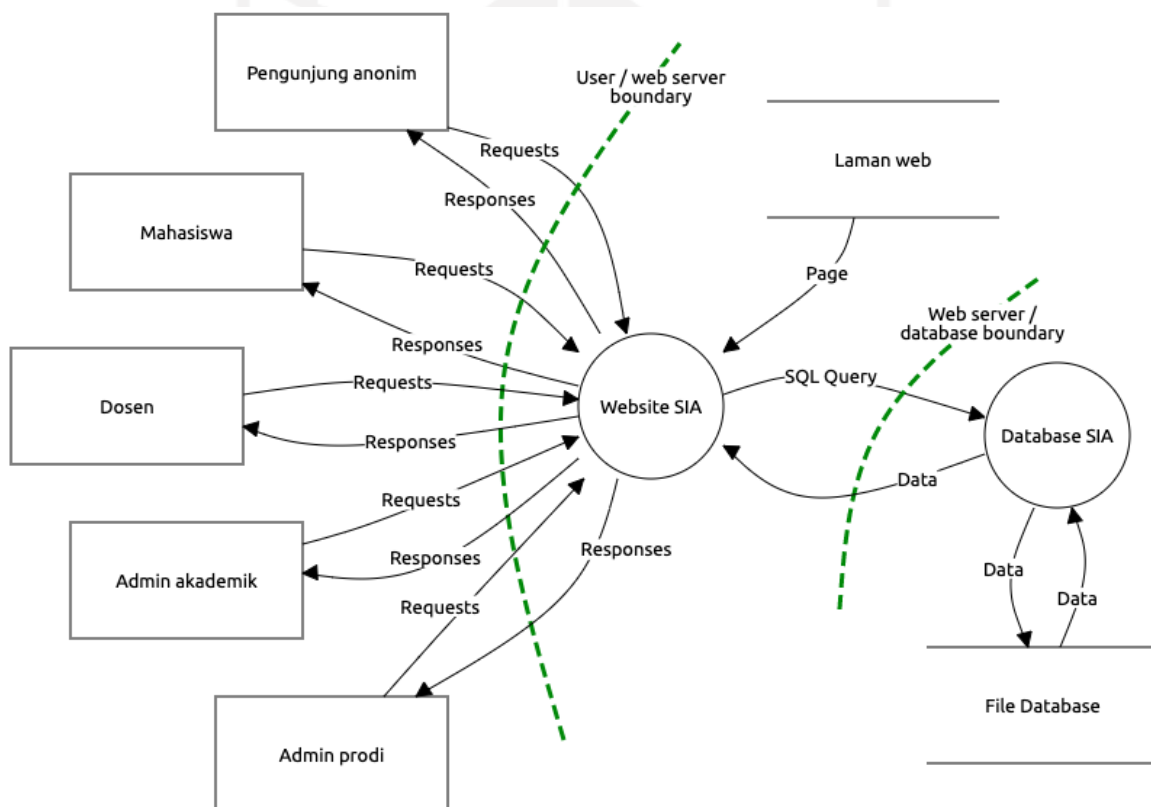 Pengunjung anonim
User / web server
boundary
Requests
Laman web
Responses
Mahasiswa
Requests
Page
Web server /
database boundary
Responses
Requests
SQL Query
Dosen
Website SIA
Database SIA
Responses
Data
Requests
Responses
Responses
Admin akademik
Requests
Data
Data
File Database
Admin prodi